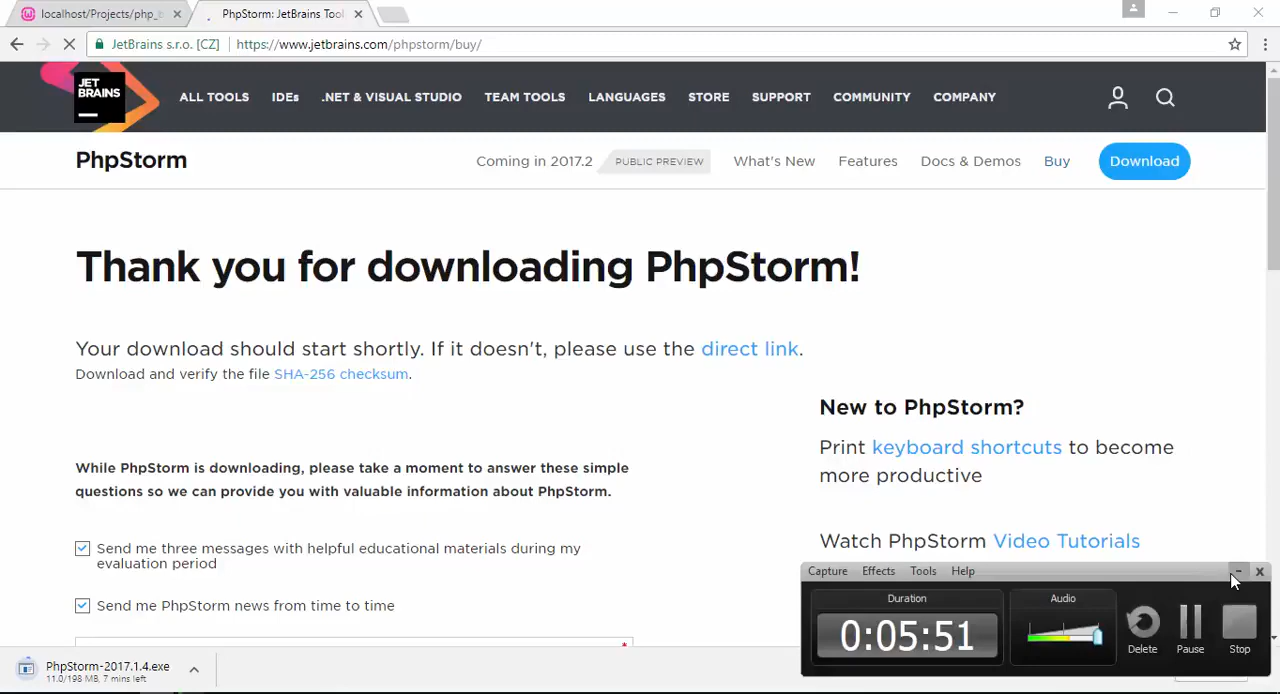 localhost/Projects/php_
PhpStorm: JetBrains Tool
JetBrains s.r.o. [CZ]
https://www.jetbrains.com/phpstorm/buy/
JET
BRAINS
ALL TOOLS
IDEs
.NET & VISUAL STUDIO
TEAM TOOLS
LANGUAGES
STORE
SUPPORT
COMMUNITY
COMPANY
PhpStorm
Coming in 2017.2
PUBLIC PREVIEW
What's New
Features
Docs & Demos
Buy
Download
Thank you for downloading PhpStorm!
Your download should start shortly. If it doesn't, please use the direct link.
Download and verify the file SHA-256 checksum.
New to PhpStorm?
Print keyboard shortcuts to become
more productive
While PhpStorm is downloading, please take a moment to answer these simple
questions so we can provide you with valuable information about PhpStorm.
Watch PhpStorm Video Tutorials
Send me three messages with helpful educational materials during my
evaluation period
Send me PhpStorm news from time to time
*
Capture
Effects
Tools
Help
Duration
0:05:51
Audio
Delete
Pause
Stop
PhpStorm-2017.1.4.exe
11.0/198 MB, 7 mins left